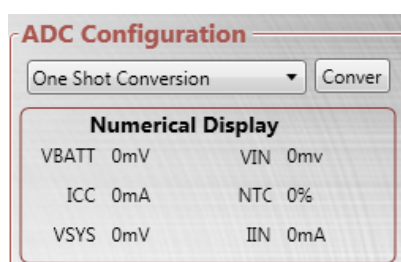 ADC Configuration
One Shot Conversion Conver
Numerical Display
VBATT 0mV VIN 0mv
ICC 0mA NTC 0%
VSYS 0mV IIN 0mA